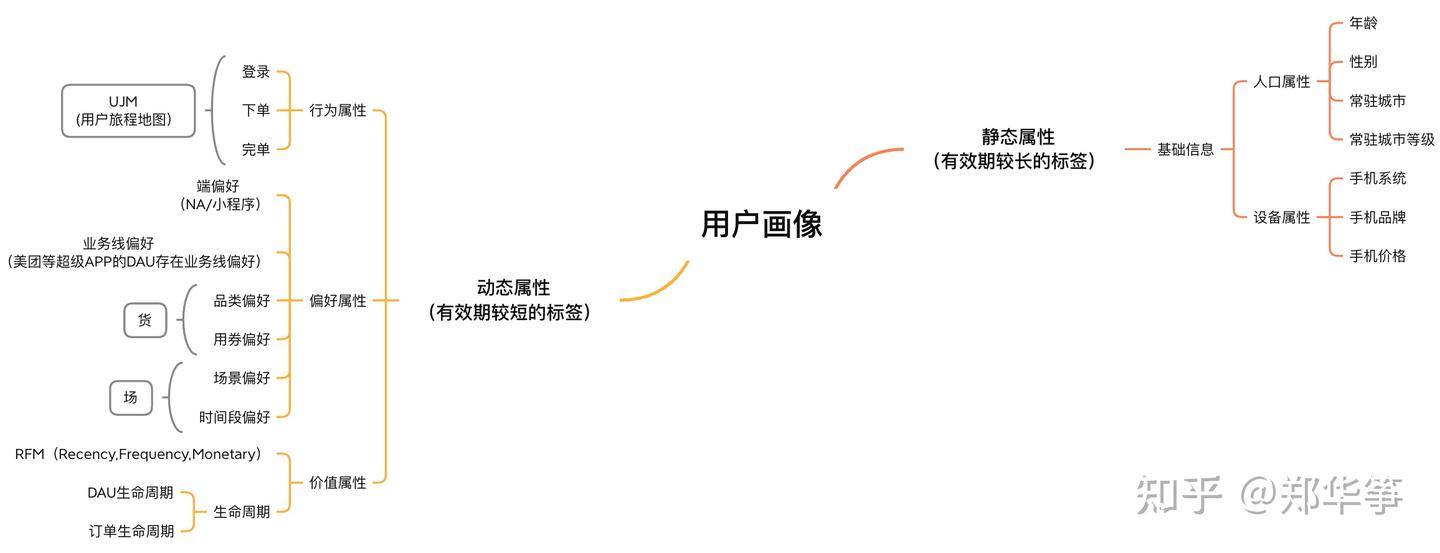 用户画像
静态属性
（有效期较长的标签）
基础信息
人口属性
年龄
性别
常驻城市
常驻城市等级
设备属性
手机系统
手机品牌
手机价格
动态属性
（有效期较短的标签）
行为属性
登录
下单
完单
UJM
(用户旅程地图)
偏好属性
端偏好
（NA/小程序）
业务线偏好
（美团等超级APP的DAU存在业务线偏好）
品类偏好
用券偏好
货
场景偏好
时间段偏好
场
价值属性
RFM（Recency,Frequency,Monetary）
生命周期
DAU生命周期
订单生命周期
知乎 @郑华筝